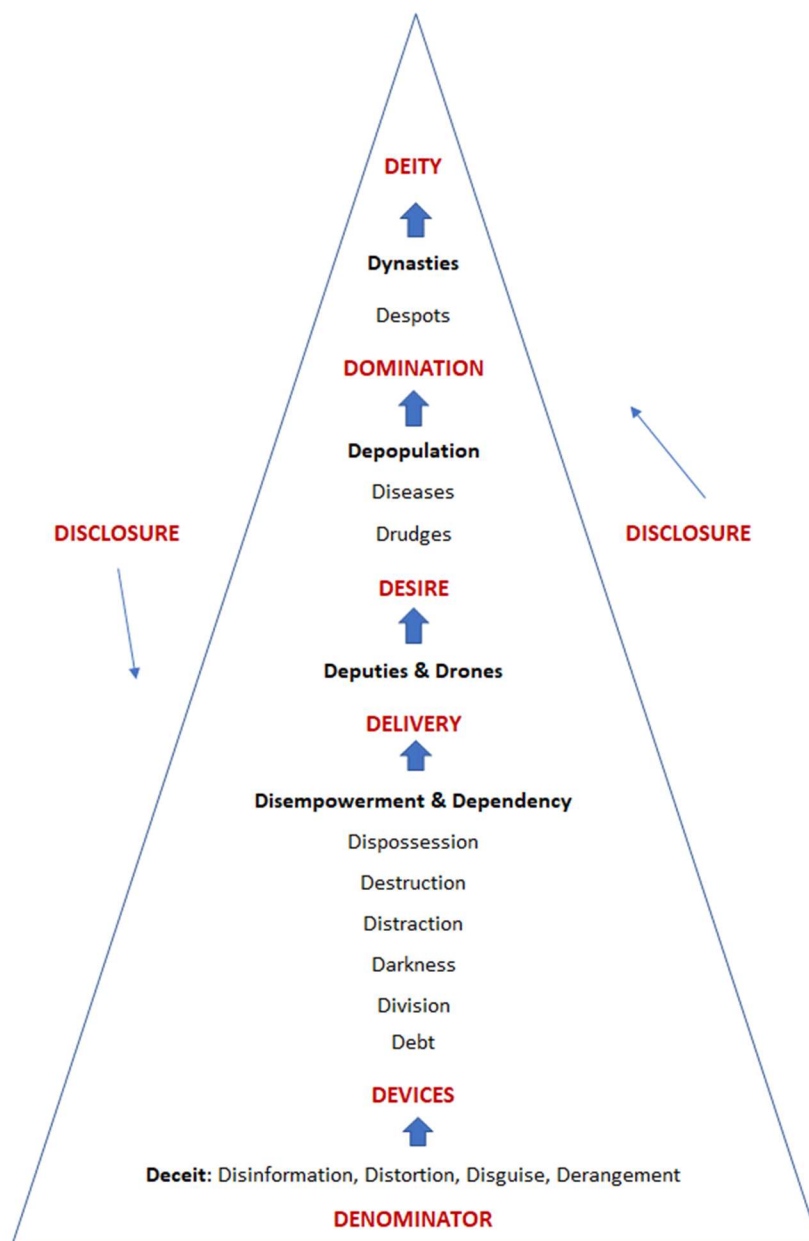 DEITY
Dynasties
Despots
DOMINATION
Depopulation
Diseases
DISCLOSURE
Drudges
DISCLOSURE
DESIRE
Deputies & Drones
DELIVERY
Disempowerment & Dependency
Dispossession
Destruction
Distraction
Darkness
Division
Debt
DEVICES
Deceit: Disinformation, Distortion, Disguise, Derangement
DENOMINATOR